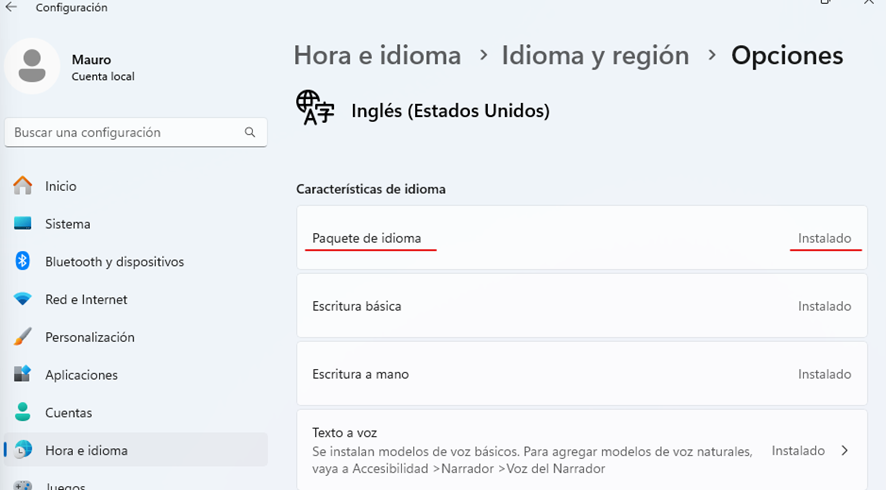 Configuración
Mauro
Cuenta local
Buscar una configuración
Inicio
Sistema
Bluetooth y dispositivos
Red e Internet
Personalización
Aplicaciones
Cuentas
Hora e idioma
Juegos
Hora e idioma > Idioma y región > Opciones
Inglés (Estados Unidos)
Características de idioma
Paquete de idioma Instalado
Escritura básica Instalado
Escritura a mano Instalado
Texto a voz
Se instalan modelos de voz básicos. Para agregar modelos de voz naturales, Instalado
vaya a Accesibilidad >Narrador >Voz del Narrador